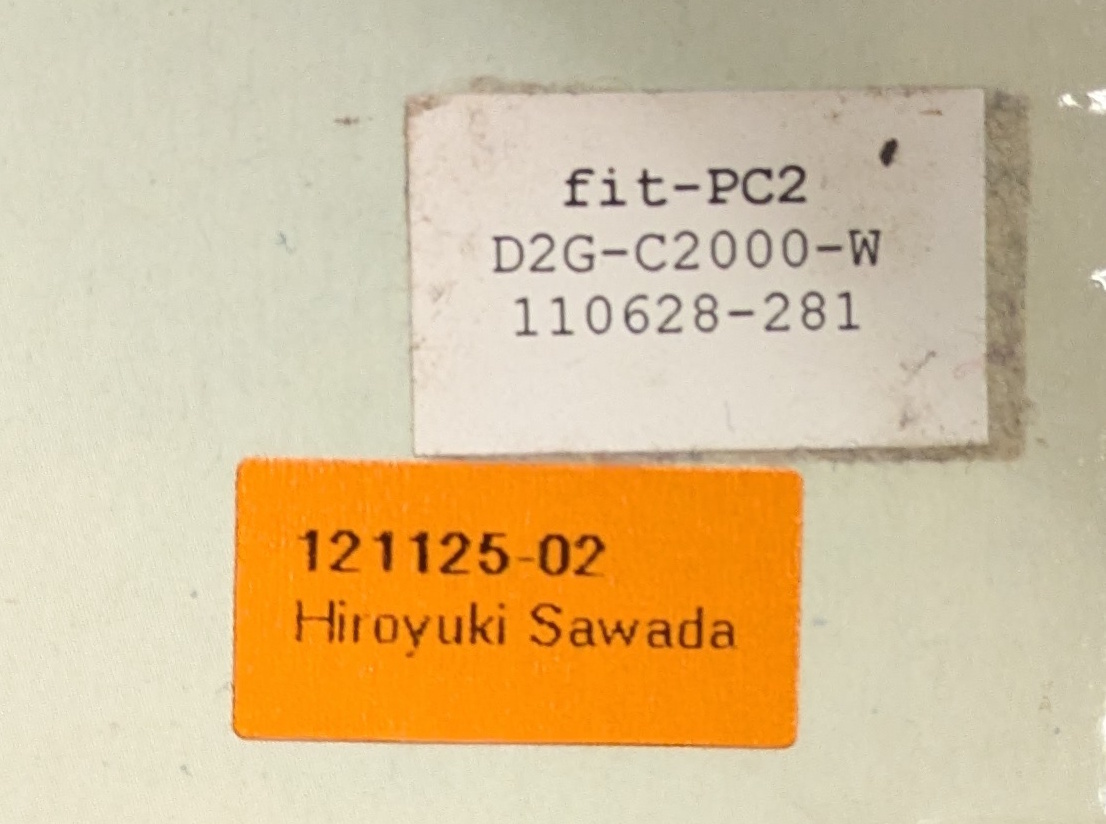 fit-PC2
D2G-C2000-W
110628-281
121125-02
Hiroyuki Sawada